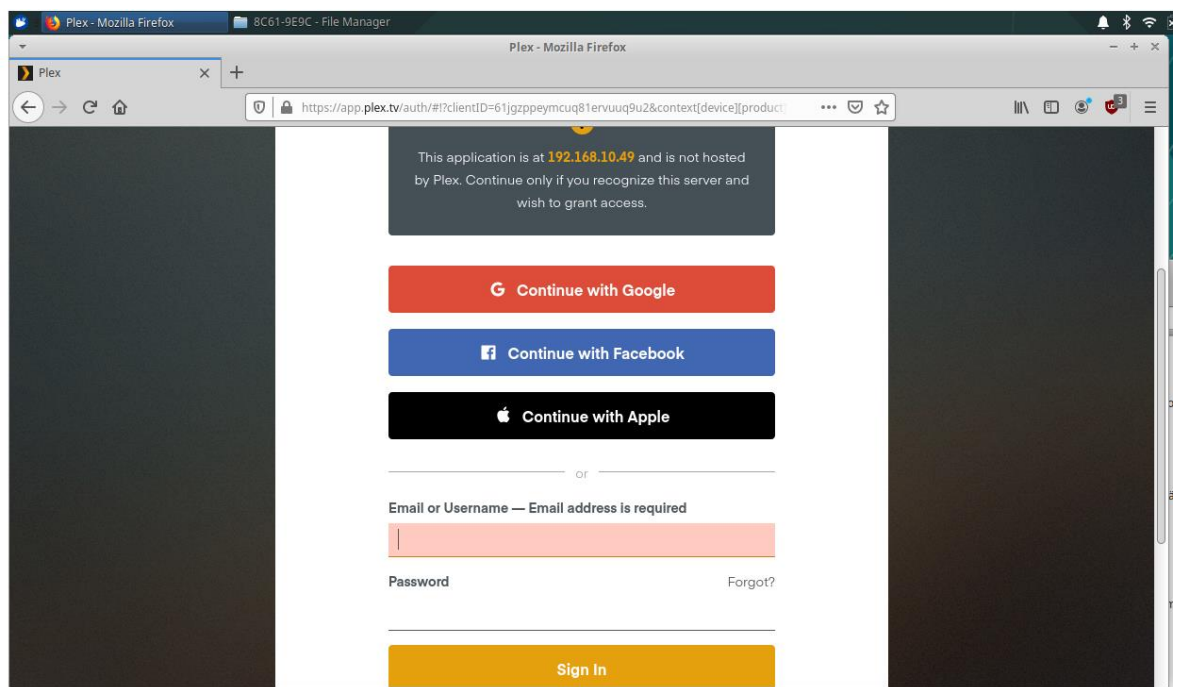 Plex - Mozilla Firefox
8C61-9E9C - File Manager
Plex - Mozilla Firefox
Plex
https://app.plex.tv/auth/#!?clientID=61jgzppeymcuq81ervuuq9u2&context[device][product
3
This application is at 192.168.10.49 and is not hosted
by Plex. Continue only if you recognize this server and
wish to grant access.
G Continue with Google
Continue with Facebook
Continue with Apple
or
Email or Username — Email address is required
Password
Forgot?
Sign In